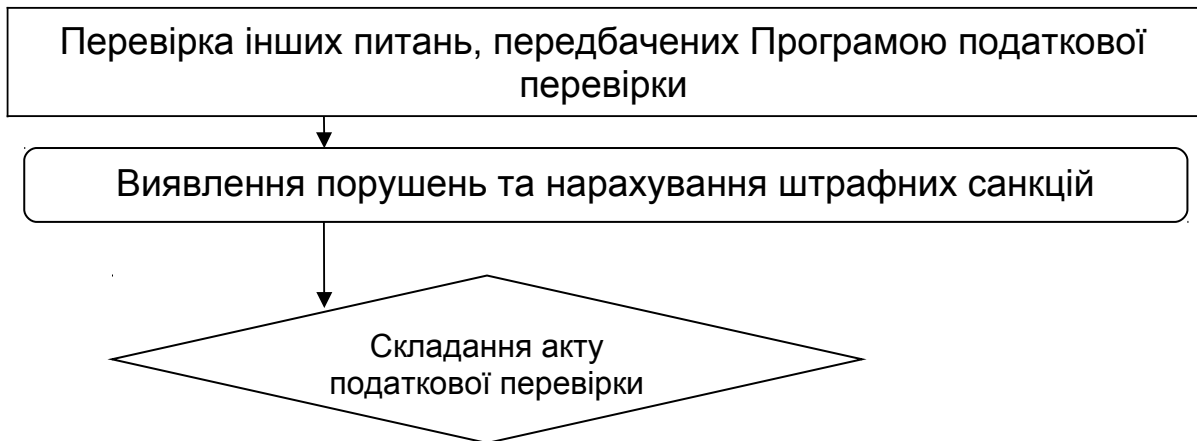 Перевірка інших питань, передбачених Програмою податкової
перевірки
Виявлення порушень та нарахування штрафних санкцій
Складання акту
податкової перевірки